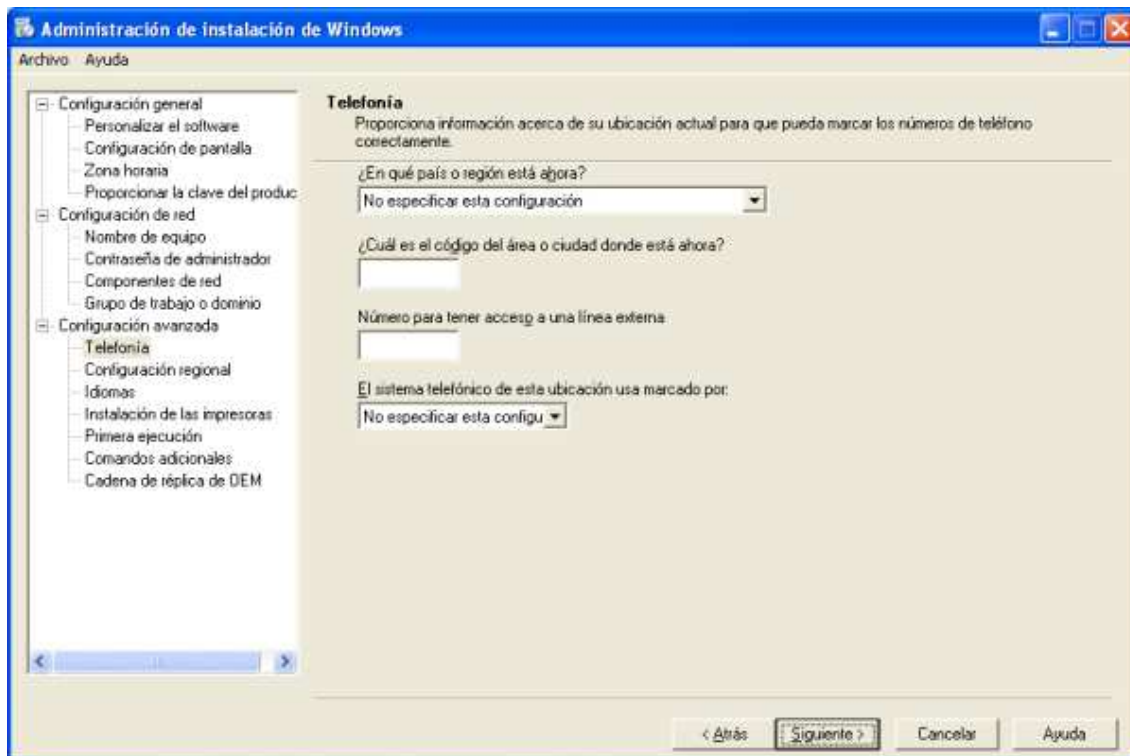 Administración de instalación de Windows
Archivo Ayuda
Configuración general
Personalizar el software
Configuración de pantalla
Zona horaria
Proporcionar la clave del produc
Configuración de red
Nombre de equipo
Contraseña de administrador
Componentes de red
Grupo de trabajo o dominio
Configuración avanzada
Telefonía
Configuración regional
Idiomas
Instalación de las impresoras
Primera ejecución
Comandos adicionales
Cadena de réplica de OEM
Telefonía
Proporciona información acerca de su ubicación actual para que pueda marcar los números de teléfono
correctamente.
¿En qué país o región está ahora?
No especificar esta configuración
¿Cuál es el código del área o ciudad donde está ahora?
Número para tener acceso a una línea externa
El sistema telefónico de esta ubicación usa marcado por:
No especificar esta configu
< Atrás Siguiente > Cancelar Ayuda